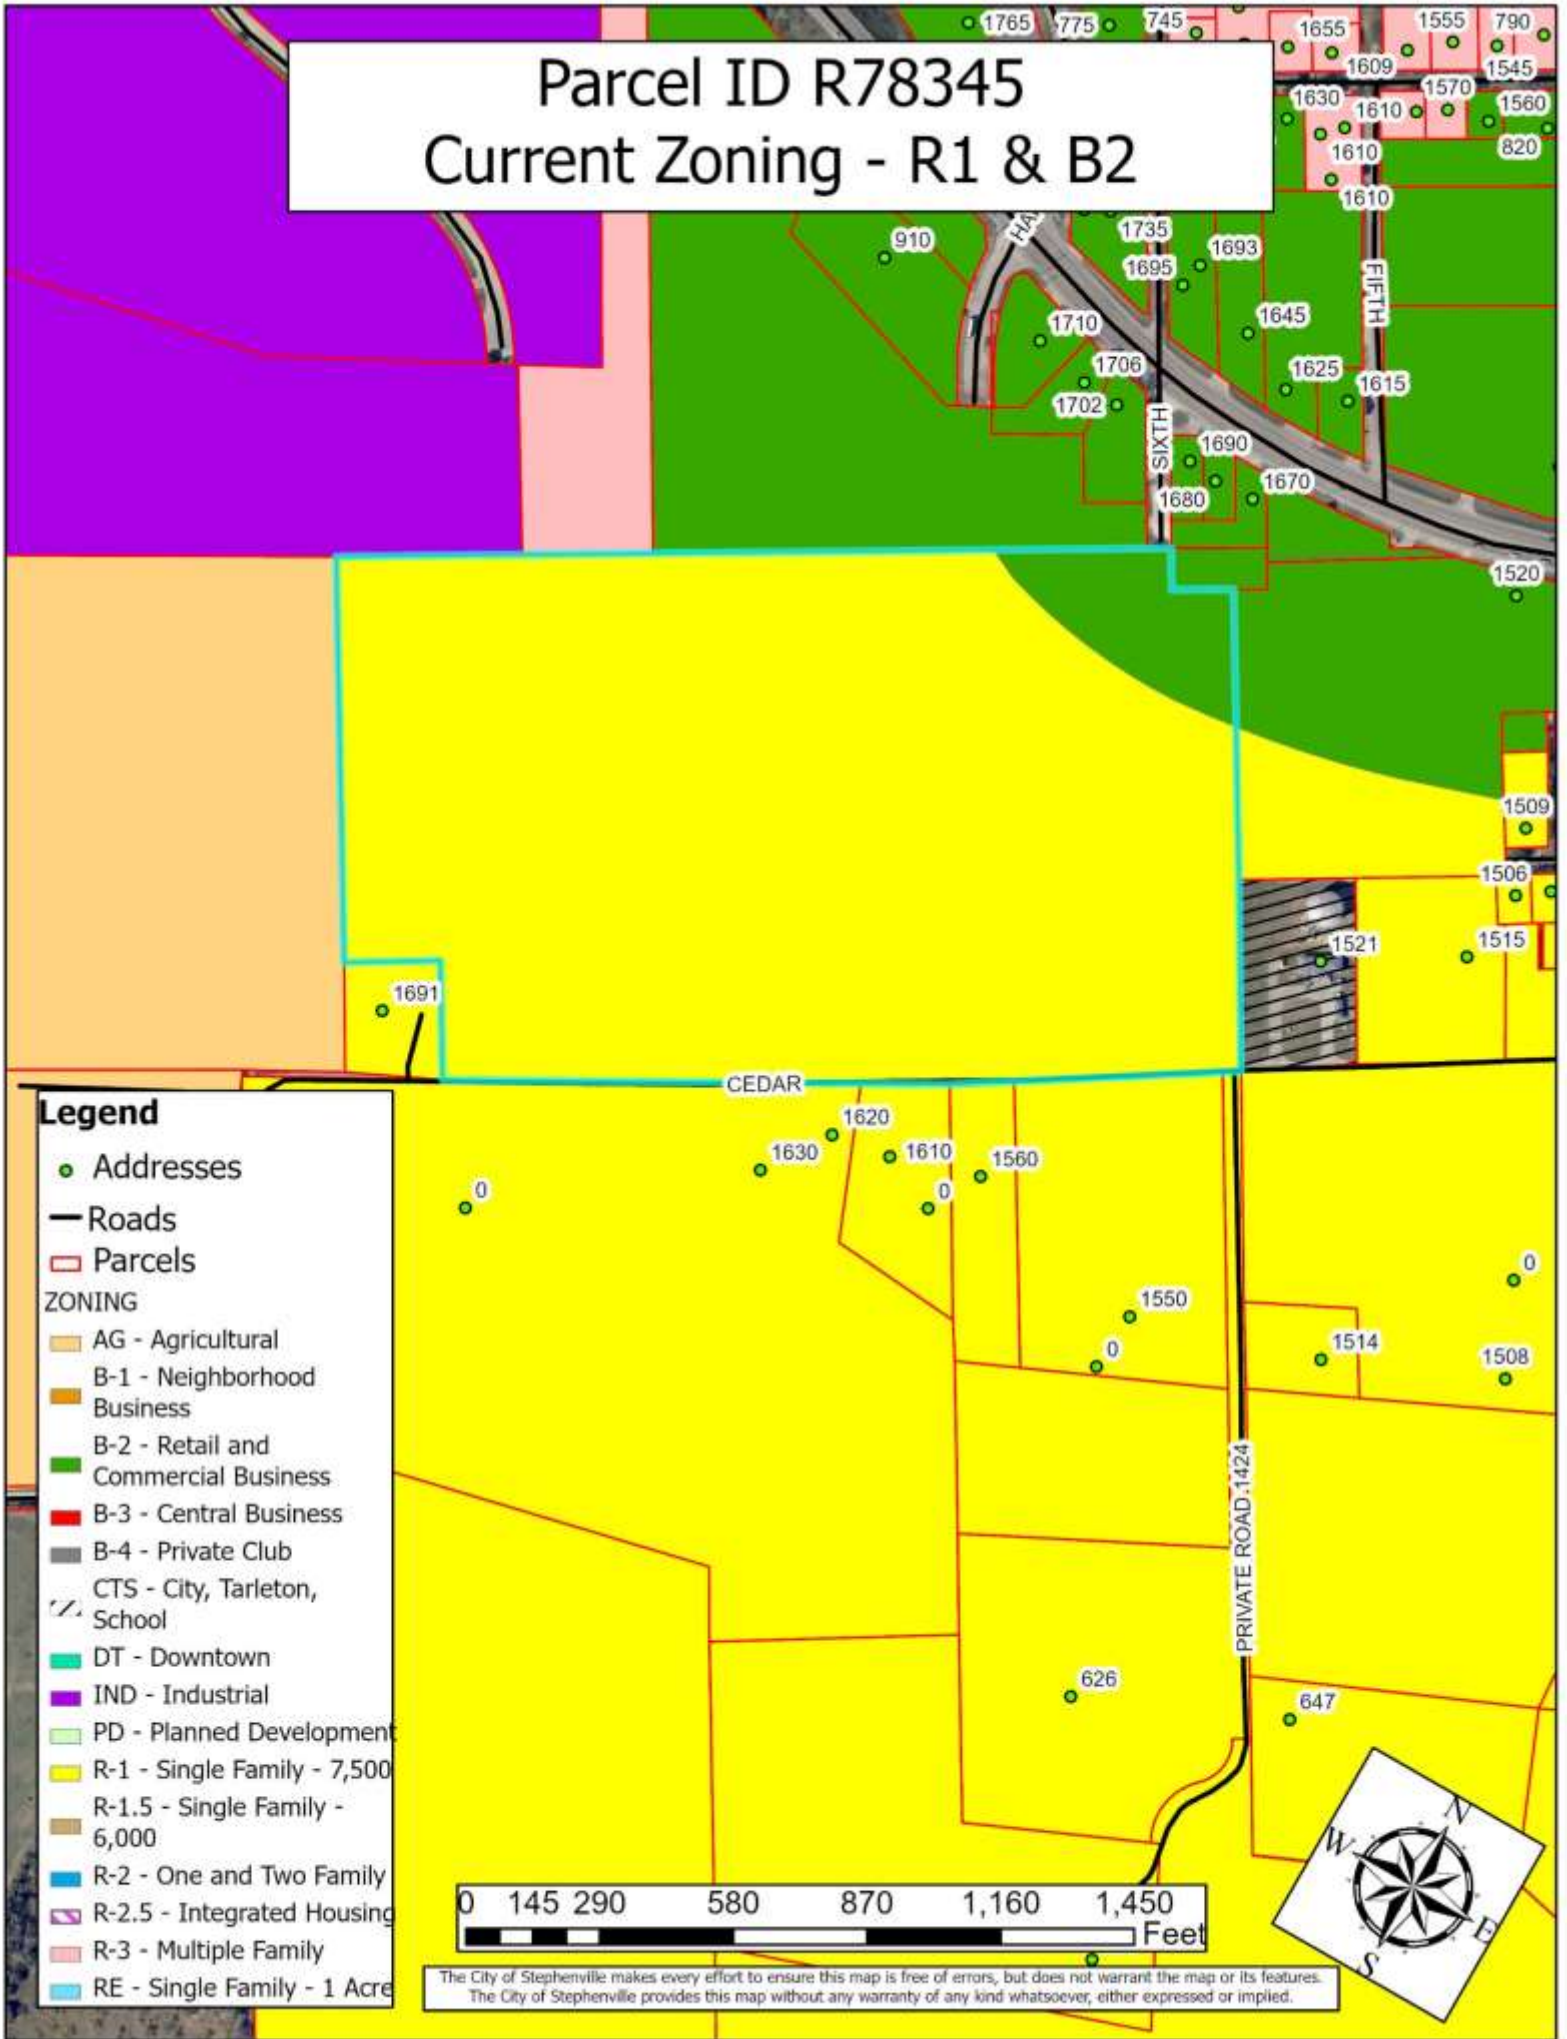 Parcel ID R78345
Current Zoning - R1 & B2
1765
775
745
1655
1555
790
1609
1545
1630
1610
1570
1560
1610
820
1610
910
HA
1735
1693
1695
FIFTH
1710
1645
1706
1625
1615
1702
SIXTH
1690
1680
1670
1520
1509
1506
1521
1515
1691
CEDAR
1620
1630
1610
1560
0
0
0
1550
0
1514
1508
PRIVATE ROAD 1424
626
647
Legend
Addresses
Roads
Parcels
ZONING
AG - Agricultural
B-1 - Neighborhood
Business
B-2 - Retail and
Commercial Business
B-3 - Central Business
B-4 - Private Club
CTS - City, Tarleton,
School
DT - Downtown
IND - Industrial
PD - Planned Development
R-1 - Single Family - 7,500
R-1.5 - Single Family -
6,000
R-2 - One and Two Family
R-2.5 - Integrated Housing
R-3 - Multiple Family
RE - Single Family - 1 Acre
0 145 290 580 870 1,160 1,450
Feet
N
W
E
S
The City of Stephenville makes every effort to ensure this map is free of errors, but does not warrant the map or its features.
The City of Stephenville provides this map without any warranty of any kind whatsoever, either expressed or implied.